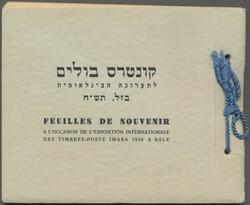 קונטרס בולים
לתערוכה הבינלאומית
בזל, תש״ח
FEUILLES DE SOUVENIR
A L'OCCASION DE L'EXPOSITION INTERNATIONALE
DES TIMBRES-POSTE IMABA 1948 A BALE